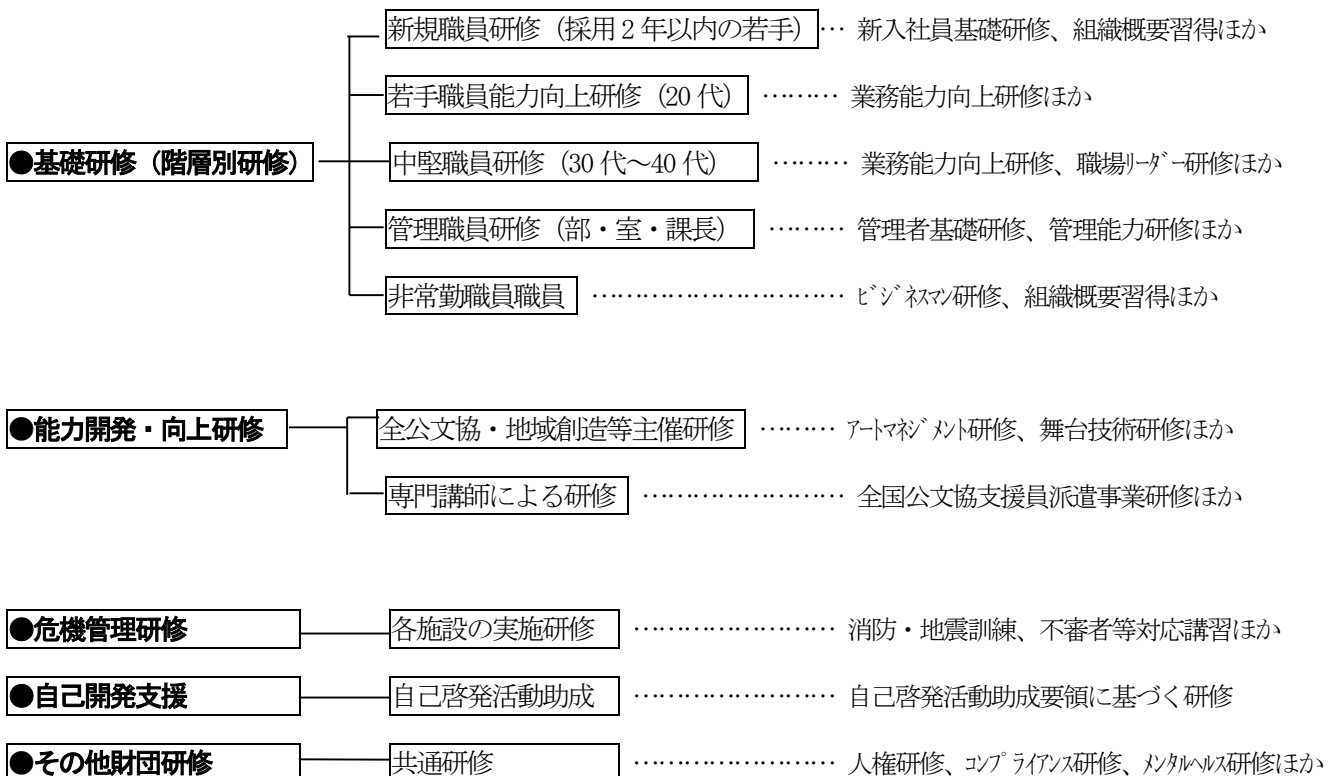 新規職員研修（採用２年以内の若手）… 新入社員基礎研修、組織概要習得ほか
若手職員能力向上研修（20 代）……… 業務能力向上研修ほか
●基礎研修（階層別研修） 中堅職員研修（30 代～40 代）……… 業務能力向上研修、職場ﾘｰﾀﾞｰ研修ほか
管理職員研修（部・室・課長）……… 管理者基礎研修、管理能力研修ほか
非常勤職員職員 ……………………… ﾋﾞｼﾞﾈｽﾏﾝ研修、組織概要習得ほか
●能力開発・向上研修 全公文協・地域創造等主催研修 ……… ｱｰﾄﾏﾈｼﾞﾒﾝﾄ研修、舞台技術研修ほか
専門講師による研修 ………………… 全国公文協支援員派遣事業研修ほか
●危機管理研修 各施設の実施研修 ………………… 消防・地震訓練、不審者等対応講習ほか
●自己開発支援 自己啓発活動助成 ………………… 自己啓発活動助成要領に基づく研修
●その他財団研修 共通研修 ………………… 人権研修、ｺﾝﾌﾟﾗｲｱﾝｽ研修、ﾒﾝﾀﾙﾍﾙｽ研修ほか